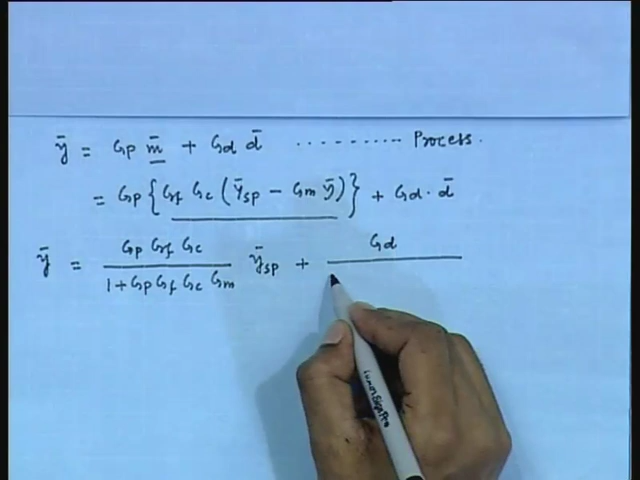 ȳ = Gp m̄ + Gd d̄ ........... Process.
= Gp { Gf Gc ( ȳsp − Gm ȳ ) } + Gd · d̄
ȳ = Gp Gf Gc / 1 + Gp Gf Gc Gm ȳsp + Gd